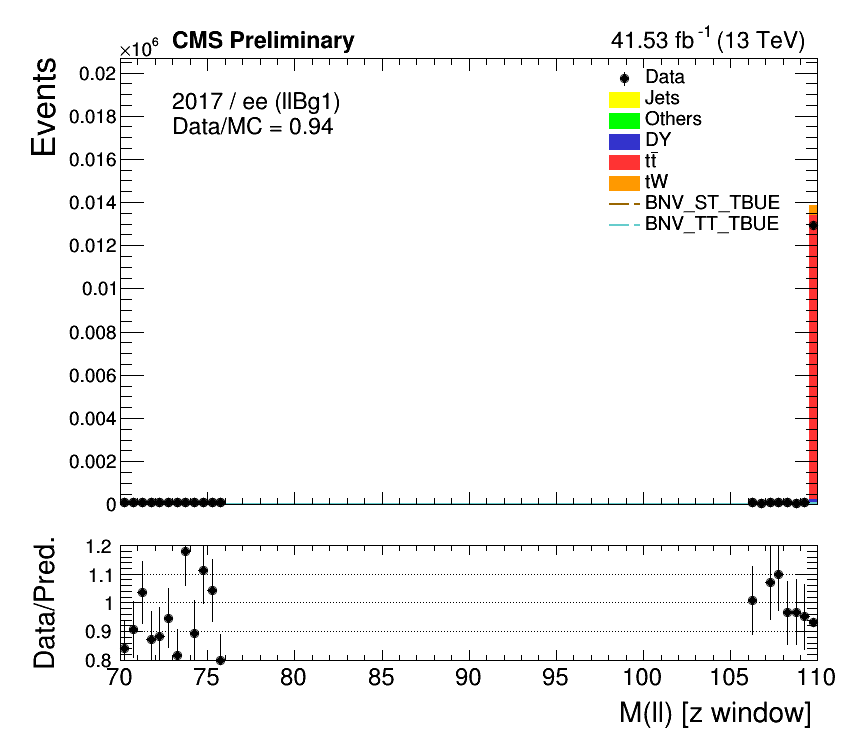 ×10⁶ CMS Preliminary 41.53 fb⁻¹ (13 TeV)
Events
0.02
0.018
0.016
0.014
0.012
0.01
0.008
0.006
0.004
0.002
0
2017 / ee (llBg1)
Data/MC = 0.94
Data
Jets
Others
DY
tt̄
tW
BNV_ST_TBUE
BNV_TT_TBUE
Data/Pred.
1.2
1.1
1
0.9
0.8
70 75 80 85 90 95 100 105 110
M(ll) [z window]